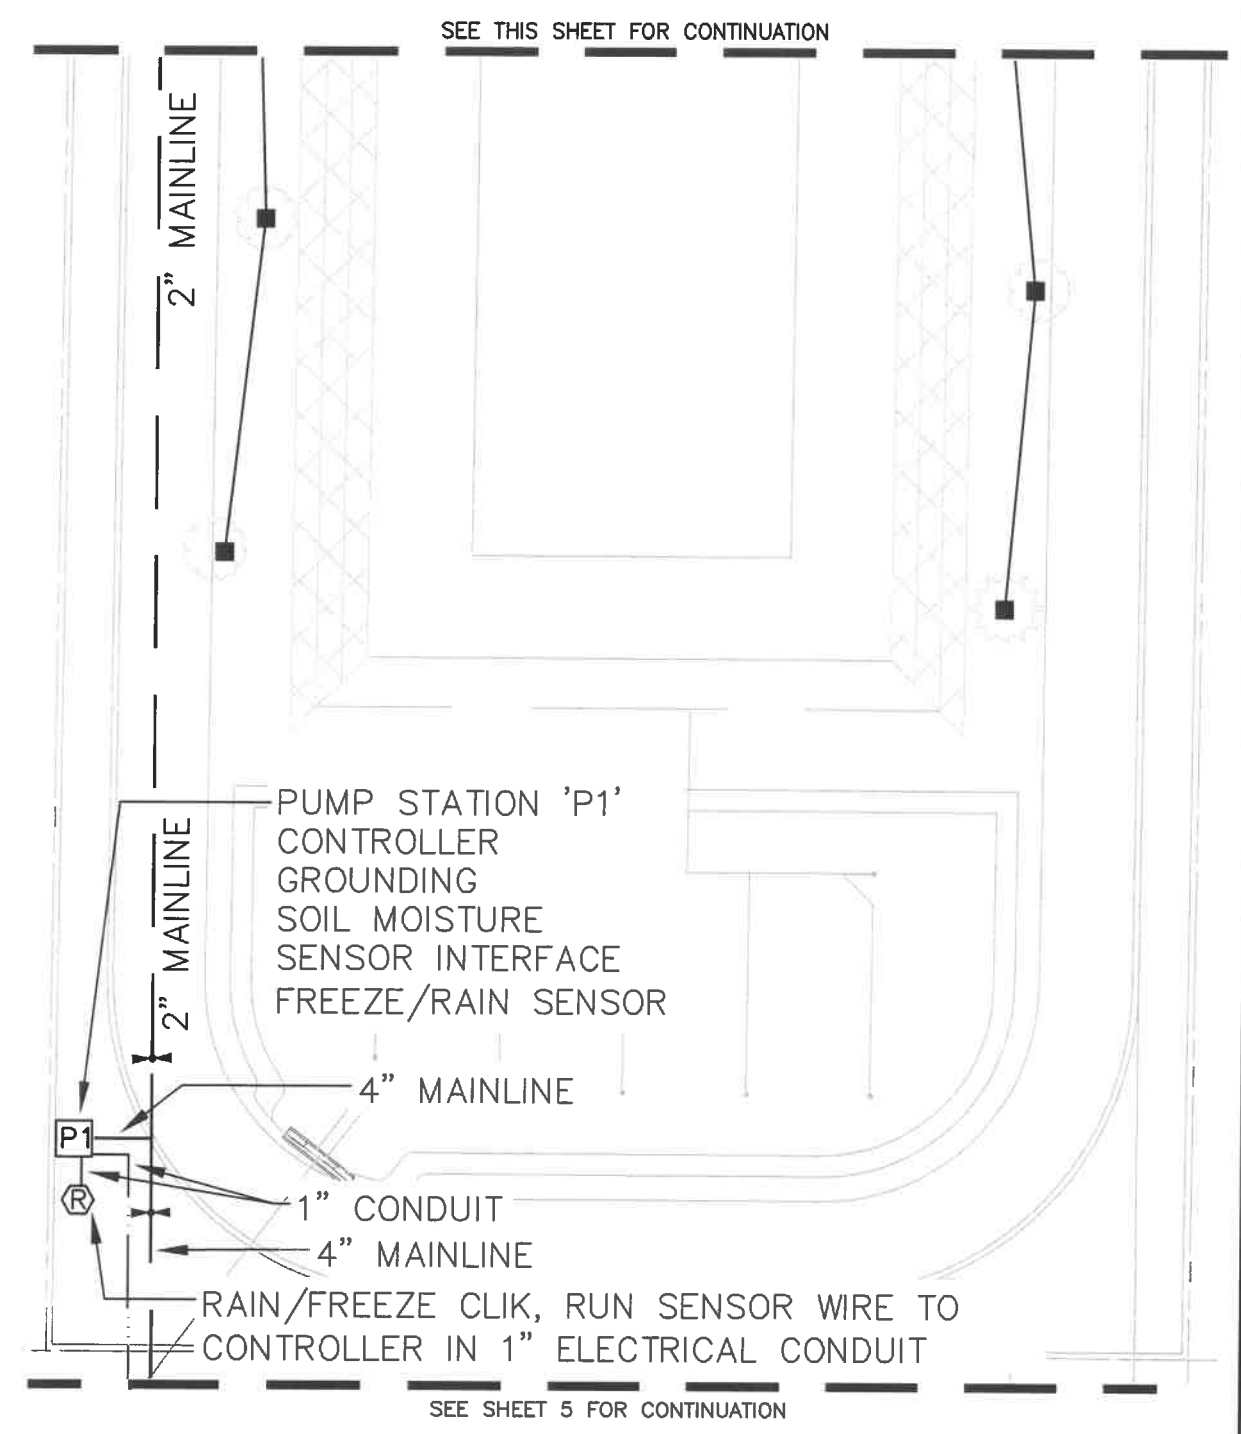 SEE THIS SHEET FOR CONTINUATION
2" MAINLINE
PUMP STATION 'P1'
CONTROLLER
GROUNDING
SOIL MOISTURE
SENSOR INTERFACE
FREEZE/RAIN SENSOR
2" MAINLINE
4" MAINLINE
P1
R
1" CONDUIT
4" MAINLINE
RAIN/FREEZE CLIK, RUN SENSOR WIRE TO
CONTROLLER IN 1" ELECTRICAL CONDUIT
SEE SHEET 5 FOR CONTINUATION